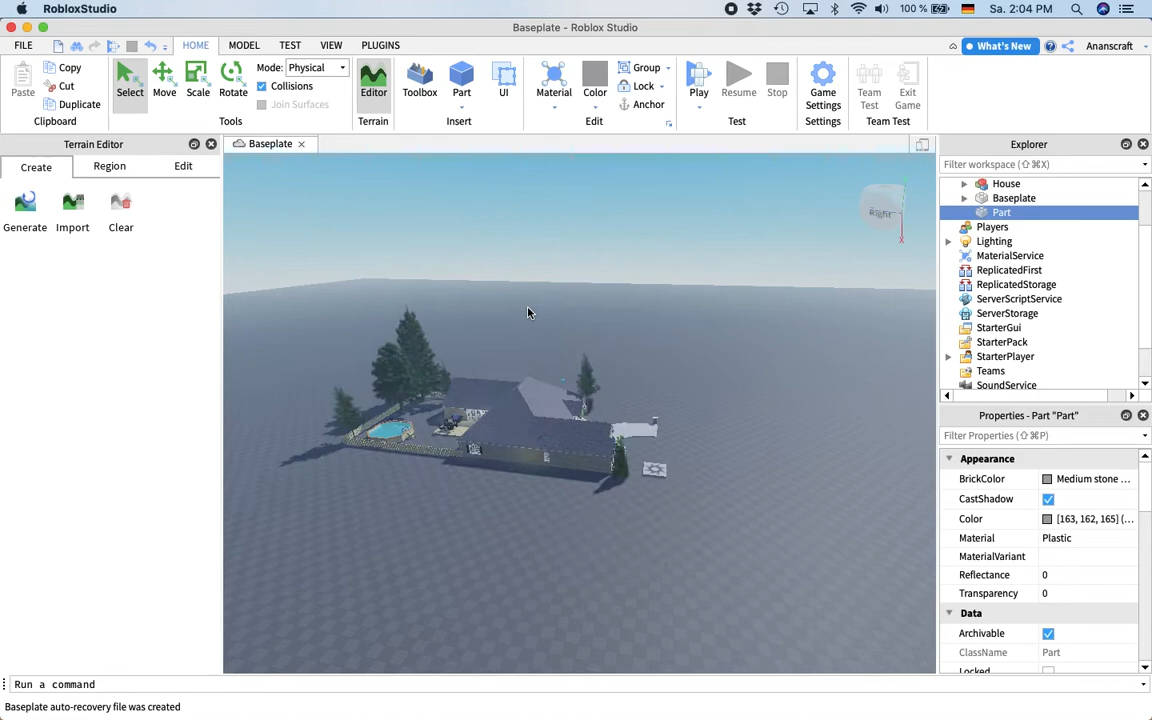 RobloxStudio
100 %
Sa. 2:04 PM
Baseplate - Roblox Studio
FILE
HOME
MODEL
TEST
VIEW
PLUGINS
What's New
Ananscraft
Paste
Copy
Cut
Duplicate
Clipboard
Select
Move
Scale
Rotate
Mode: Physical
Collisions
Join Surfaces
Tools
Editor
Terrain
Toolbox
Part
UI
Insert
Material
Color
Group
Lock
Anchor
Edit
Play
Resume
Stop
Test
Game
Settings
Settings
Team
Test
Exit
Game
Team Test
Terrain Editor
Create
Region
Edit
Generate
Import
Clear
Baseplate
Right
X
Explorer
Filter workspace (⇧⌘X)
House
Baseplate
Part
Players
Lighting
MaterialService
ReplicatedFirst
ReplicatedStorage
ServerScriptService
ServerStorage
StarterGui
StarterPack
StarterPlayer
Teams
SoundService
Properties - Part "Part"
Filter Properties (⇧⌘P)
Appearance
BrickColor Medium stone ...
CastShadow
Color [163, 162, 165] (...
Material Plastic
MaterialVariant
Reflectance 0
Transparency 0
Data
Archivable
ClassName Part
Locked
Run a command
Baseplate auto-recovery file was created